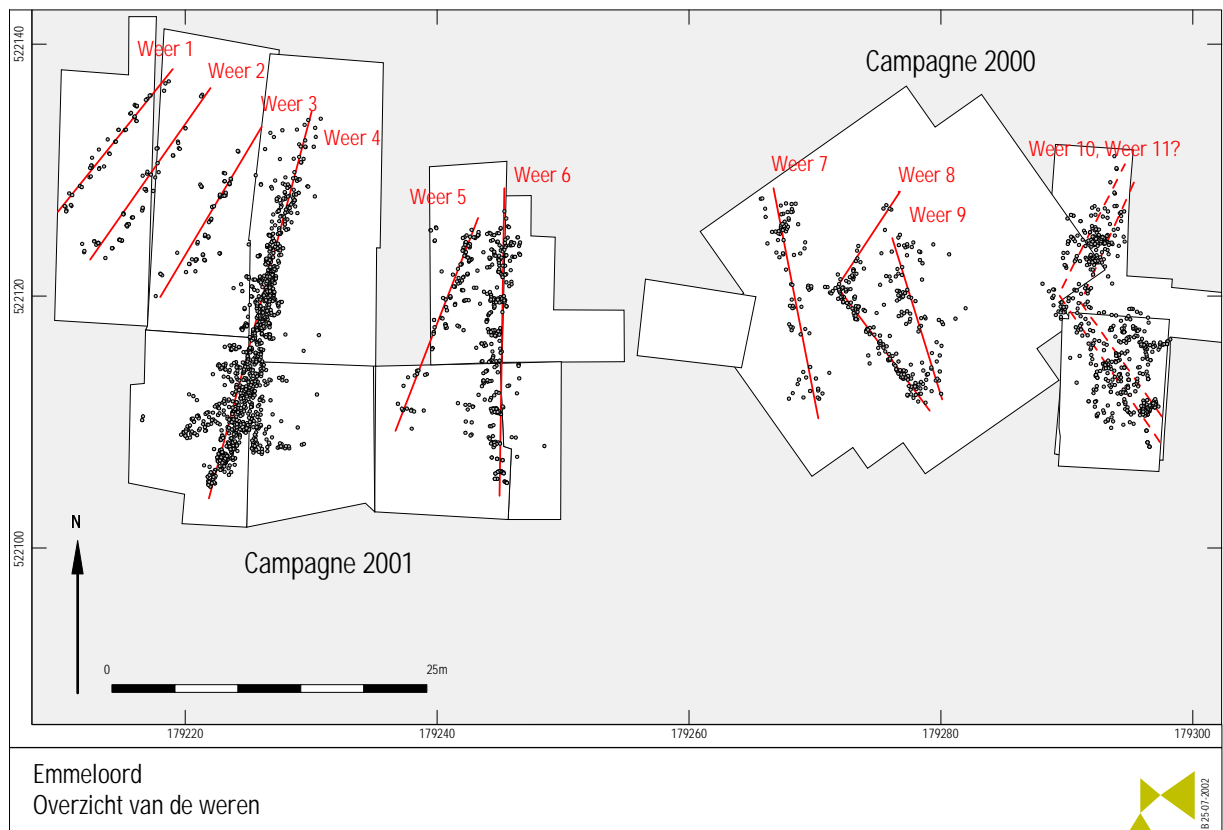 Campagne 2000
Weer 1
Weer 2
Weer 3
Weer 4
Weer 5
Weer 6
Weer 7
Weer 8
Weer 9
Weer 10, Weer 11?
Campagne 2001
522140
522120
522100
N
0
25m
179220
179240
179260
179280
179300
Emmeloord
Overzicht van de weren
B 25-07-2002